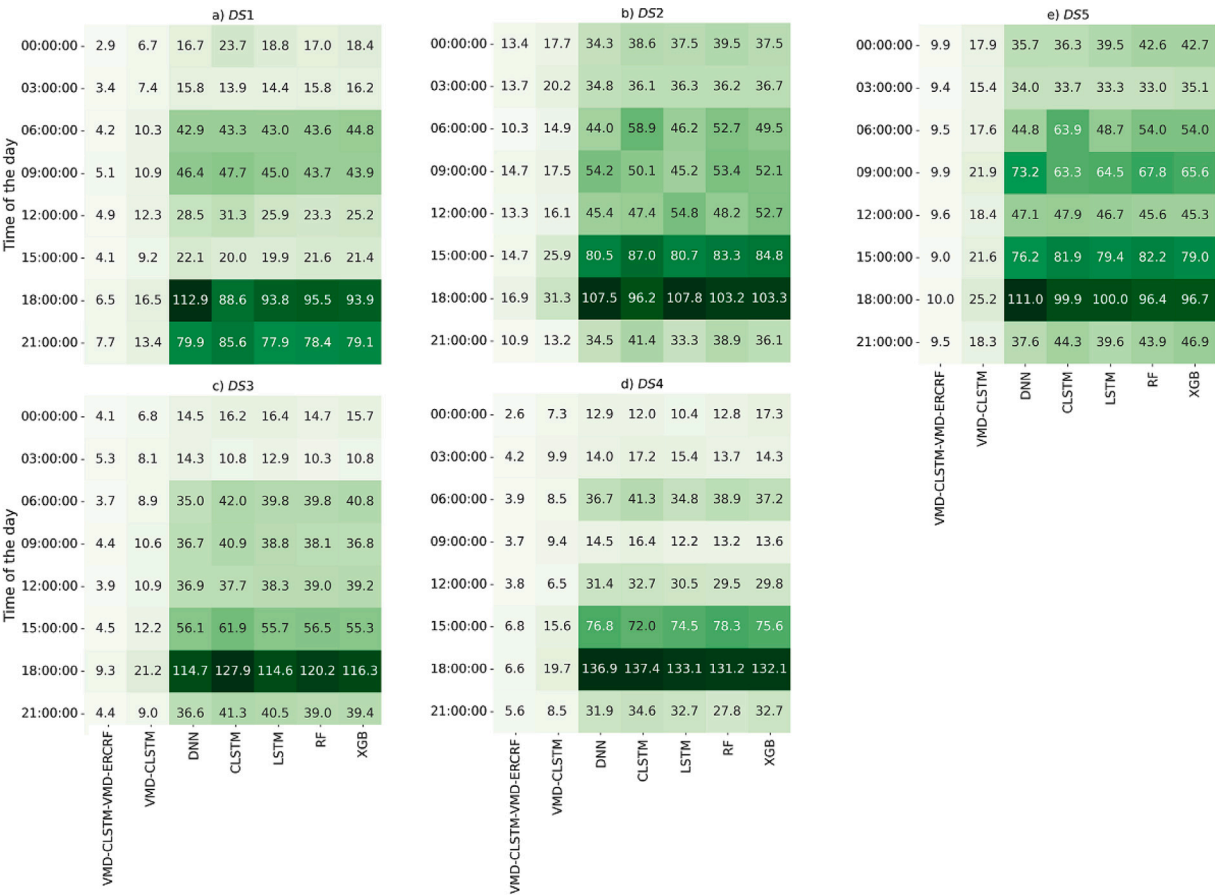 a) DS1
Time of the day
00:00:00 2.9 6.7 16.7 23.7 18.8 17.0 18.4
03:00:00 3.4 7.4 15.8 13.9 14.4 15.8 16.2
06:00:00 4.2 10.3 42.9 43.3 43.0 43.6 44.8
09:00:00 5.1 10.9 46.4 47.7 45.0 43.7 43.9
12:00:00 4.9 12.3 28.5 31.3 25.9 23.3 25.2
15:00:00 4.1 9.2 22.1 20.0 19.9 21.6 21.4
18:00:00 6.5 16.5 112.9 88.6 93.8 95.5 93.9
21:00:00 7.7 13.4 79.9 85.6 77.9 78.4 79.1
b) DS2
00:00:00 13.4 17.7 34.3 38.6 37.5 39.5 37.5
03:00:00 13.7 20.2 34.8 36.1 36.3 36.2 36.7
06:00:00 10.3 14.9 44.0 58.9 46.2 52.7 49.5
09:00:00 14.7 17.5 54.2 50.1 45.2 53.4 52.1
12:00:00 13.3 16.1 45.4 47.4 54.8 48.2 52.7
15:00:00 14.7 25.9 80.5 87.0 80.7 83.3 84.8
18:00:00 16.9 31.3 107.5 96.2 107.8 103.2 103.3
21:00:00 10.9 13.2 34.5 41.4 33.3 38.9 36.1
e) DS5
00:00:00 9.9 17.9 35.7 36.3 39.5 42.6 42.7
03:00:00 9.4 15.4 34.0 33.7 33.3 33.0 35.1
06:00:00 9.5 17.6 44.8 63.9 48.7 54.0 54.0
09:00:00 9.9 21.9 73.2 63.3 64.5 67.8 65.6
12:00:00 9.6 18.4 47.1 47.9 46.7 45.6 45.3
15:00:00 9.0 21.6 76.2 81.9 79.4 82.2 79.0
18:00:00 10.0 25.2 111.0 99.9 100.0 96.4 96.7
21:00:00 9.5 18.3 37.6 44.3 39.6 43.9 46.9
VMD-CLSTM-VMD-ERCRF
VMD-CLSTM
DNN
CLSTM
LSTM
RF
XGB
c) DS3
Time of the day
00:00:00 4.1 6.8 14.5 16.2 16.4 14.7 15.7
03:00:00 5.3 8.1 14.3 10.8 12.9 10.3 10.8
06:00:00 3.7 8.9 35.0 42.0 39.8 39.8 40.8
09:00:00 4.4 10.6 36.7 40.9 38.8 38.1 36.8
12:00:00 3.9 10.9 36.9 37.7 38.3 39.0 39.2
15:00:00 4.5 12.2 56.1 61.9 55.7 56.5 55.3
18:00:00 9.3 21.2 114.7 127.9 114.6 120.2 116.3
21:00:00 4.4 9.0 36.6 41.3 40.5 39.0 39.4
VMD-CLSTM-VMD-ERCRF
VMD-CLSTM
DNN
CLSTM
LSTM
RF
XGB
d) DS4
00:00:00 2.6 7.3 12.9 12.0 10.4 12.8 17.3
03:00:00 4.2 9.9 14.0 17.2 15.4 13.7 14.3
06:00:00 3.9 8.5 36.7 41.3 34.8 38.9 37.2
09:00:00 3.7 9.4 14.5 16.4 12.2 13.2 13.6
12:00:00 3.8 6.5 31.4 32.7 30.5 29.5 29.8
15:00:00 6.8 15.6 76.8 72.0 74.5 78.3 75.6
18:00:00 6.6 19.7 136.9 137.4 133.1 131.2 132.1
21:00:00 5.6 8.5 31.9 34.6 32.7 27.8 32.7
VMD-CLSTM-VMD-ERCRF
VMD-CLSTM
DNN
CLSTM
LSTM
RF
XGB